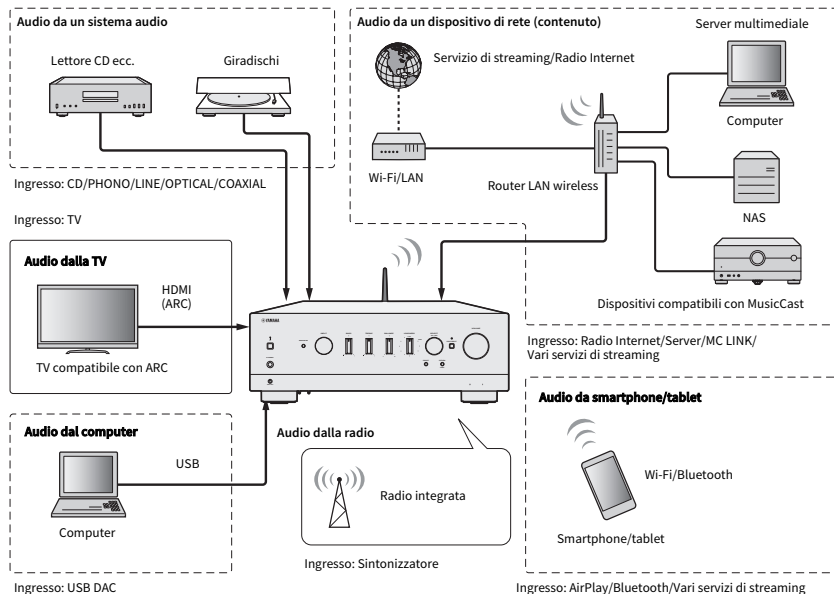 Audio da un sistema audio
Lettore CD ecc.
Giradischi
Ingresso: CD/PHONO/LINE/OPTICAL/COAXIAL
Audio da un dispositivo di rete (contenuto)
Servizio di streaming/Radio Internet
Server multimediale
Computer
Wi-Fi/LAN
Router LAN wireless
NAS
Dispositivi compatibili con MusicCast
Ingresso: Radio Internet/Server/MC LINK/
Vari servizi di streaming
Ingresso: TV
Audio dalla TV
HDMI
(ARC)
TV compatibile con ARC
YAMAHA
Audio dal computer
USB
Computer
Ingresso: USB DAC
Audio dalla radio
Radio integrata
Ingresso: Sintonizzatore
Audio da smartphone/tablet
Wi-Fi/Bluetooth
Smartphone/tablet
Ingresso: AirPlay/Bluetooth/Vari servizi di streaming